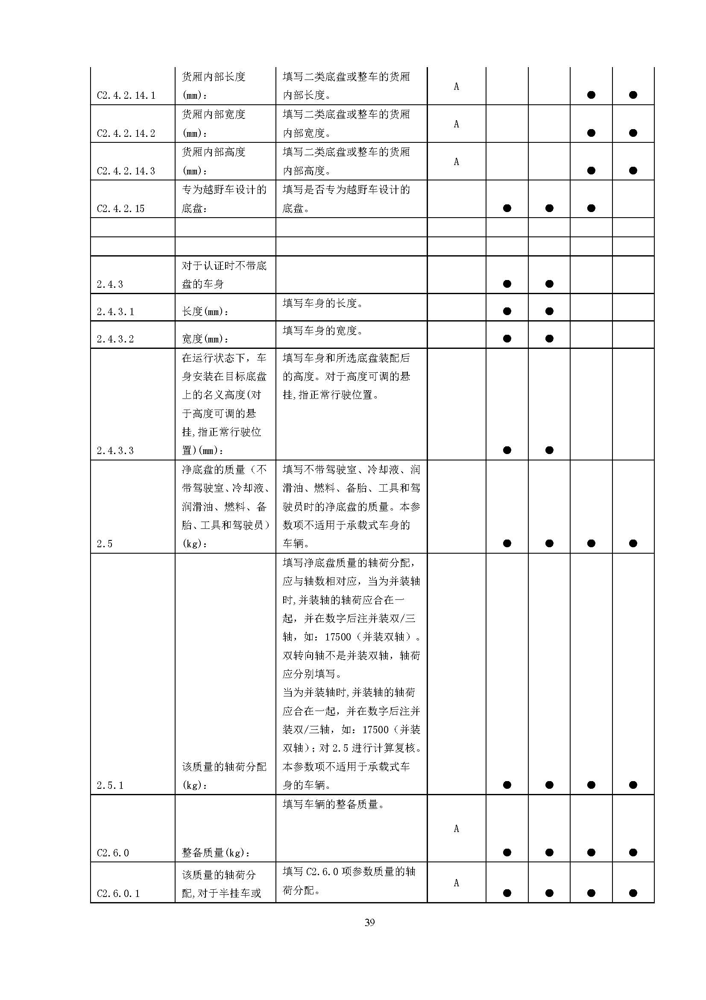 货厢内部长度
填写二类底盘或整车的货厢
A
C2.4.2.14.1
(mm)：
内部长度。
● ●
货厢内部宽度
填写二类底盘或整车的货厢
A
C2.4.2.14.2
(mm)：
内部宽度。
● ●
货厢内部高度
填写二类底盘或整车的货厢
A
C2.4.2.14.3
(mm)：
内部高度。
● ●
专为越野车设计的
填写是否专为越野车设计的
C2.4.2.15
底盘：
底盘。
● ● ●
对于认证时不带底
2.4.3
盘的车身
● ●
填写车身的长度。
2.4.3.1
长度(mm)：
● ●
填写车身的宽度。
2.4.3.2
宽度(mm)：
● ●
在运行状态下，车
身安装在目标底盘
上的名义高度(对
于高度可调的悬
挂,指正常行驶位
2.4.3.3
置)(mm)：
填写车身和所选底盘装配后
的高度。对于高度可调的悬
挂,指正常行驶位置。
● ●
净底盘的质量（不
带驾驶室、冷却液、
润滑油、燃料、备
胎、工具和驾驶员）
2.5
(kg)：
填写不带驾驶室、冷却液、润
滑油、燃料、备胎、工具和驾
驶员时的净底盘的质量。本参
数项不适用于承载式车身的
车辆。
● ● ● ●
该质量的轴荷分配
2.5.1
(kg)：
填写净底盘质量的轴荷分配，
应与轴数相对应，当为并装轴
时,并装轴的轴荷应合在一
起，并在数字后注并装双/三
轴，如：17500（并装双轴）。
双转向轴不是并装双轴，轴荷
应分别填写。
当为并装轴时,并装轴的轴荷
应合在一起，并在数字后注并
装双/三轴，如：17500（并装
双轴）;对 2.5 进行计算复核。
本参数项不适用于承载式车
身的车辆。
● ● ● ●
填写车辆的整备质量。
A
C2.6.0
整备质量(kg)：
● ● ● ●
该质量的轴荷分
C2.6.0.1
配,对于半挂车或
填写 C2.6.0 项参数质量的轴
荷分配。
A
● ● ● ●
39